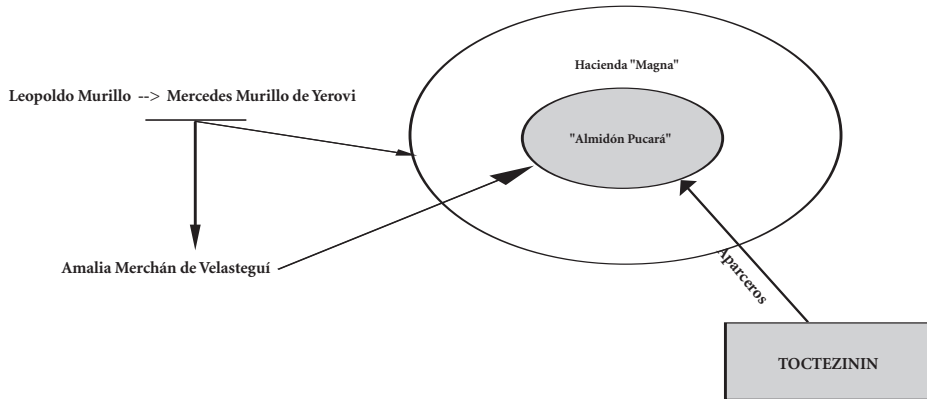 Hacienda "Magna"
Leopoldo Murillo --> Mercedes Murillo de Yerovi
"Almidón Pucará"
Amalia Merchán de Velasteguí
Aparceros
TOCTEZININ